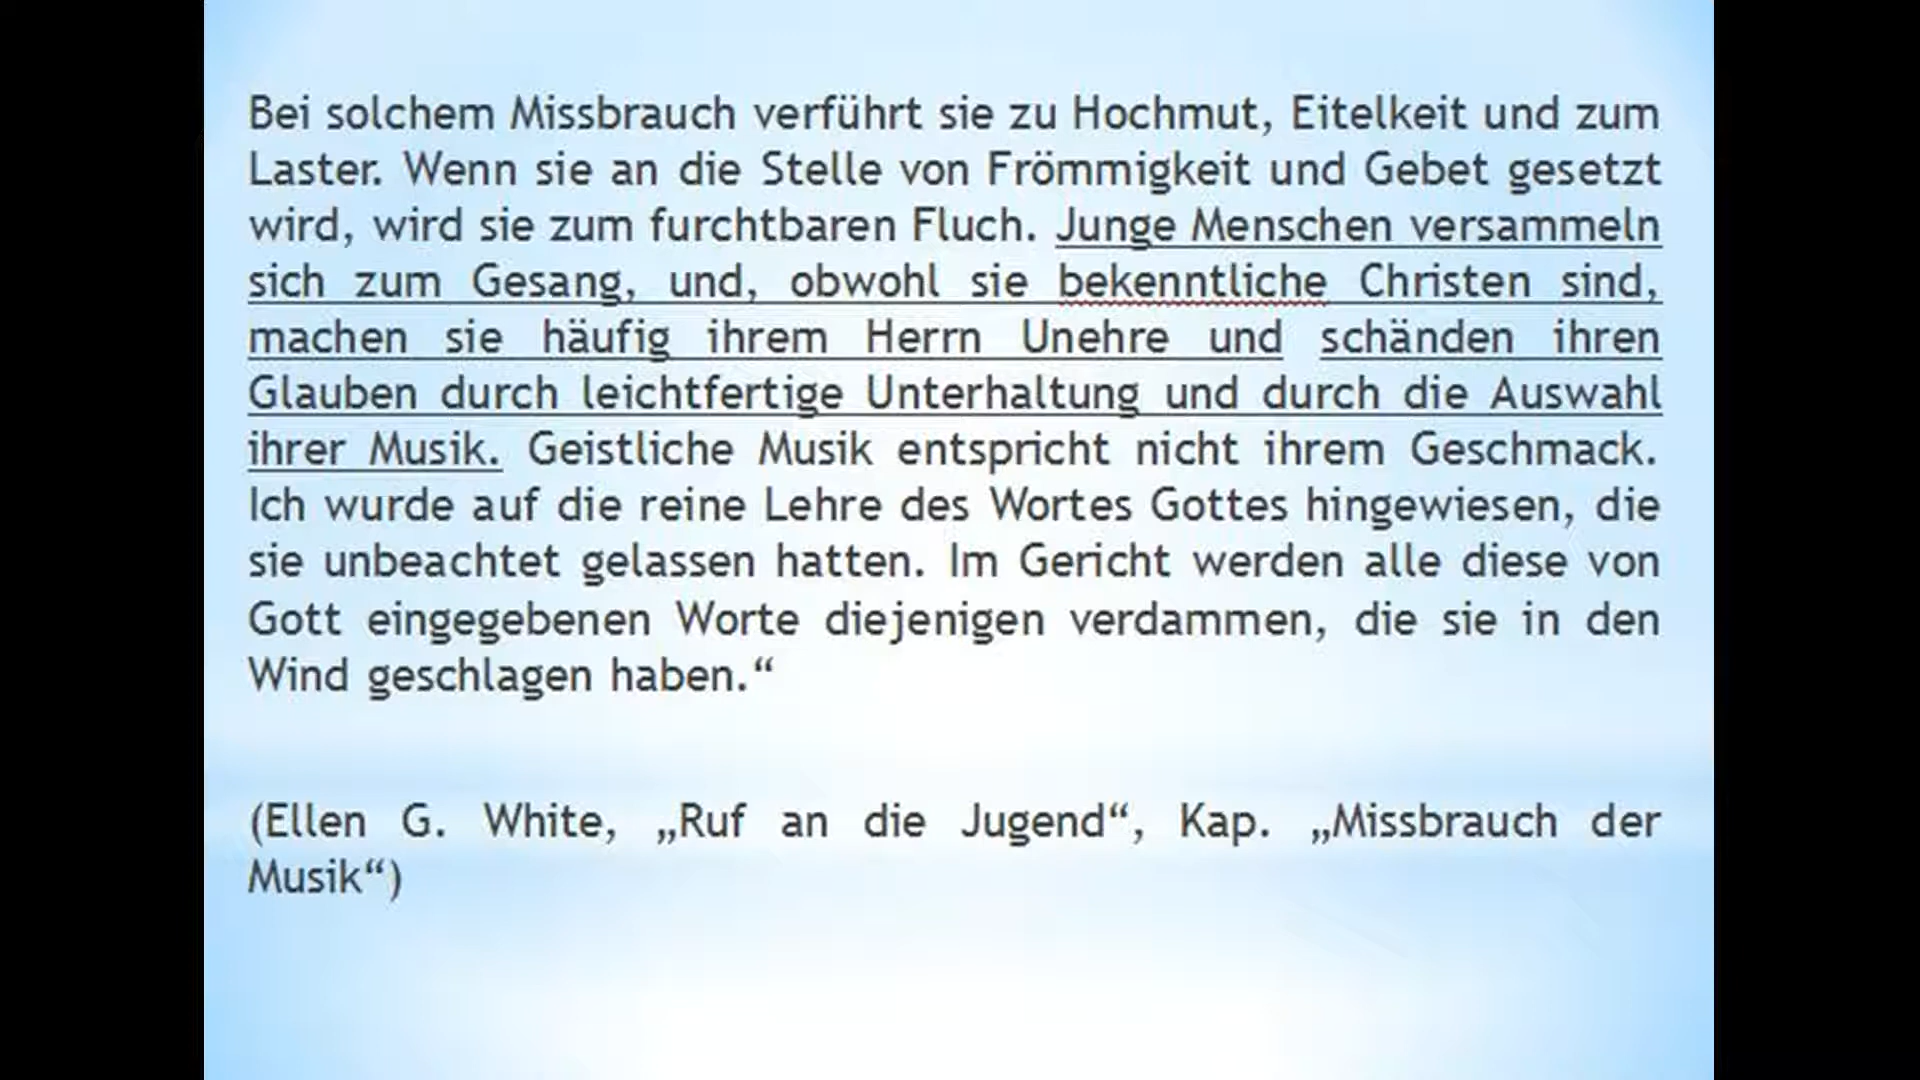 Bei solchem Missbrauch verführt sie zu Hochmut, Eitelkeit und zum
Laster. Wenn sie an die Stelle von Frömmigkeit und Gebet gesetzt
wird, wird sie zum furchtbaren Fluch. Junge Menschen versammeln
sich zum Gesang, und, obwohl sie bekenntliche Christen sind,
machen sie häufig ihrem Herrn Unehre und schänden ihren
Glauben durch leichtfertige Unterhaltung und durch die Auswahl
ihrer Musik. Geistliche Musik entspricht nicht ihrem Geschmack.
Ich wurde auf die reine Lehre des Wortes Gottes hingewiesen, die
sie unbeachtet gelassen hatten. Im Gericht werden alle diese von
Gott eingegebenen Worte diejenigen verdammen, die sie in den
Wind geschlagen haben.“
(Ellen G. White, „Ruf an die Jugend“, Kap. „Missbrauch der
Musik“)